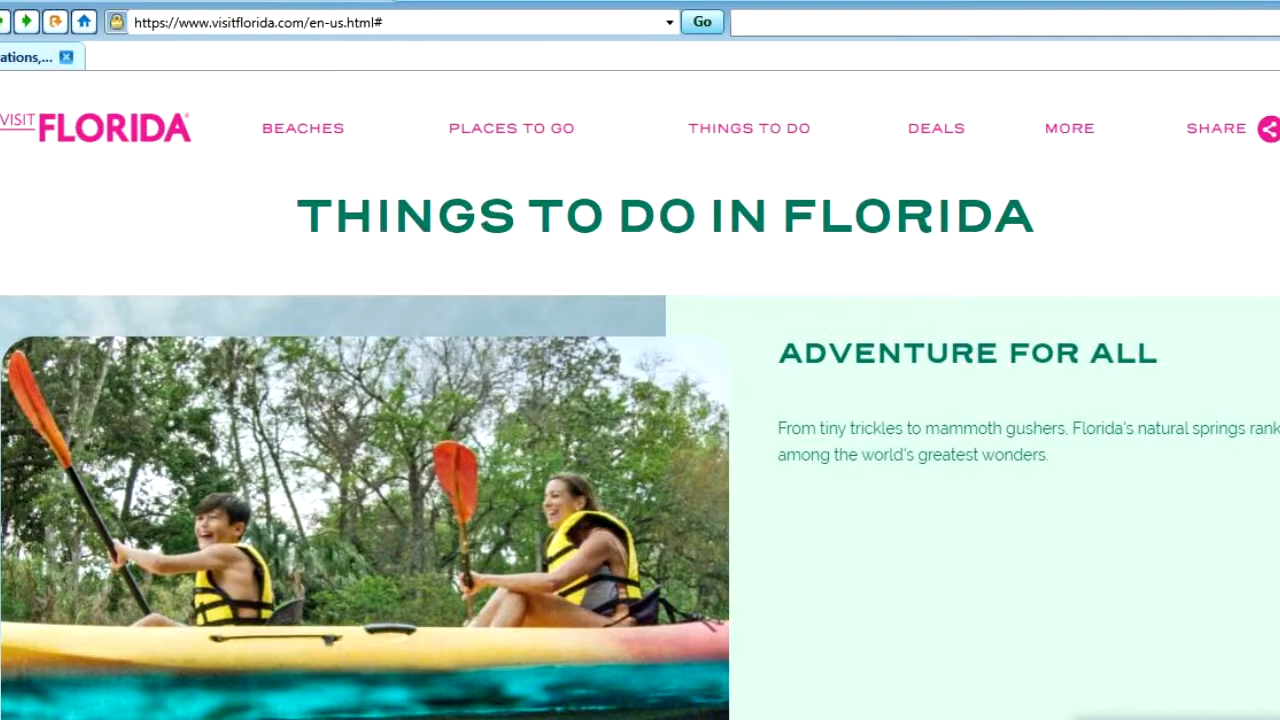 https://www.visitflorida.com/en-us.html#
Go
ations,...
VISIT FLORIDA
BEACHES
PLACES TO GO
THINGS TO DO
DEALS
MORE
SHARE
THINGS TO DO IN FLORIDA
ADVENTURE FOR ALL
From tiny trickles to mammoth gushers, Florida's natural springs rank
among the world's greatest wonders.